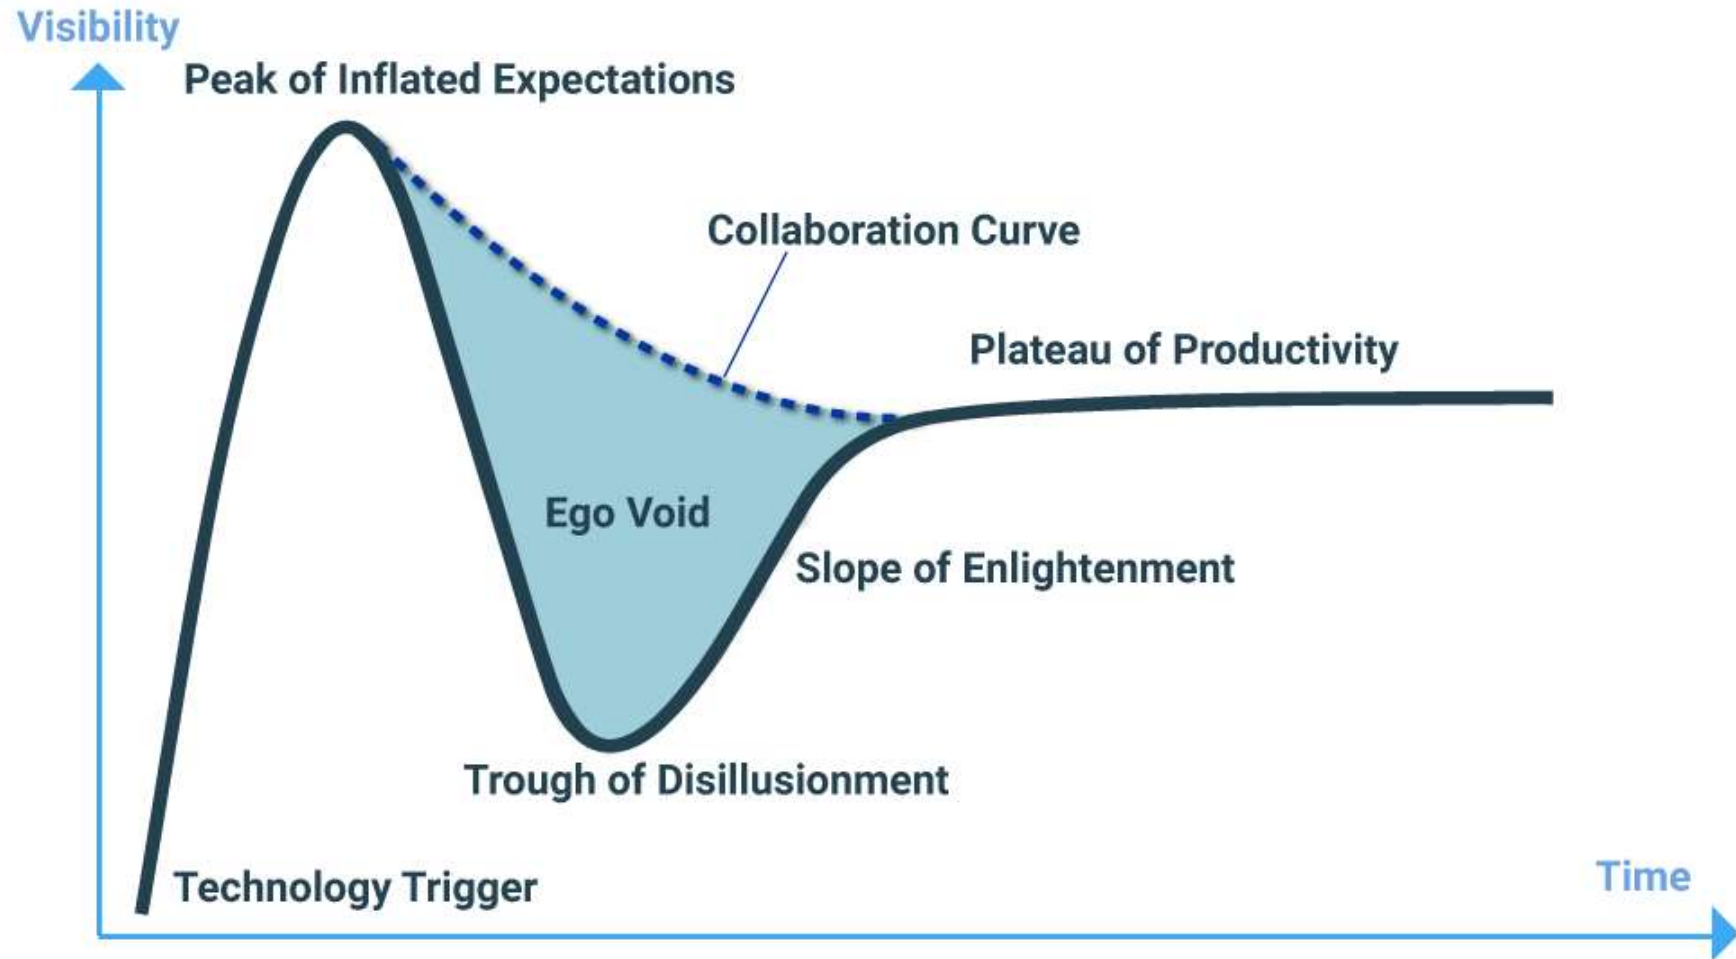 Visibility
Peak of Inflated Expectations
Collaboration Curve
Plateau of Productivity
Ego Void
Slope of Enlightenment
Trough of Disillusionment
Technology Trigger
Time